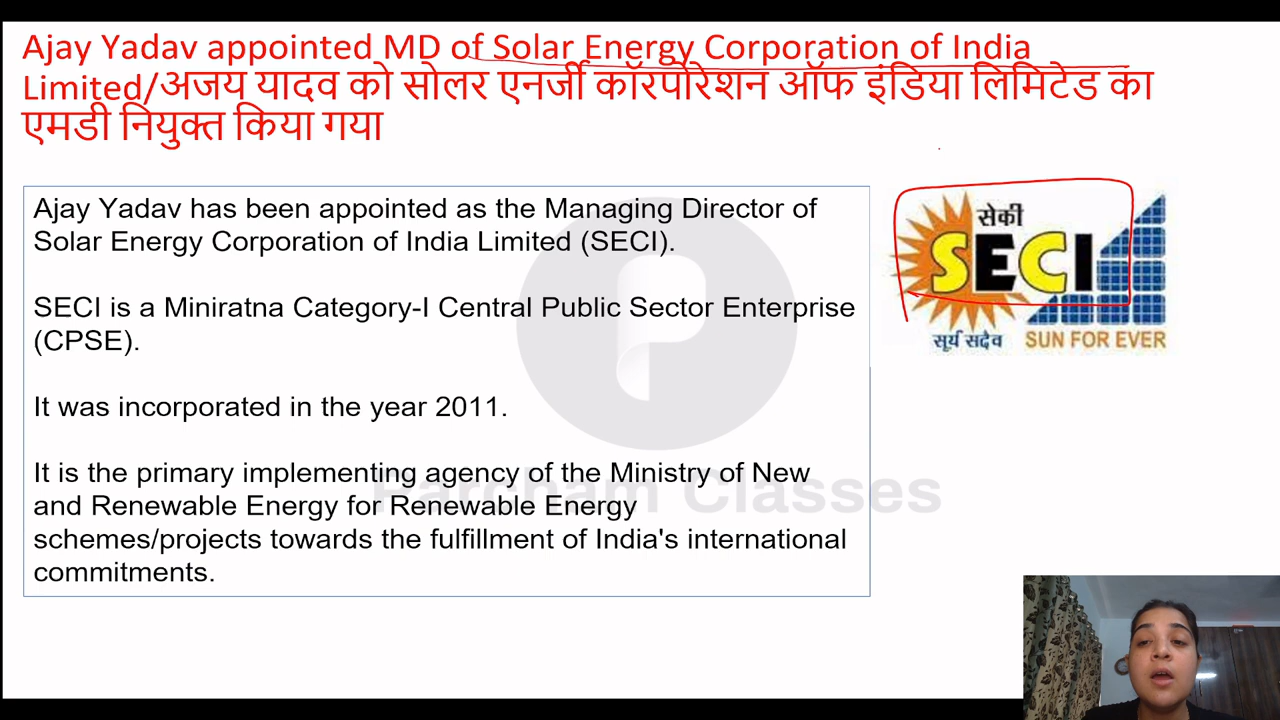 Ajay Yadav appointed MD of Solar Energy Corporation of India
Limited/अजय यादव को सोलर एनर्जी कॉरपोरेशन ऑफ इंडिया लिमिटेड का
एमडी नियुक्त किया गया
Ajay Yadav has been appointed as the Managing Director of
Solar Energy Corporation of India Limited (SECI).
SECI is a Miniratna Category-I Central Public Sector Enterprise
(CPSE).
It was incorporated in the year 2011.
It is the primary implementing agency of the Ministry of New
and Renewable Energy for Renewable Energy
schemes/projects towards the fulfillment of India's international
commitments.
Parcham Classes
सेकी
SECI
सूर्य सदैव SUN FOR EVER